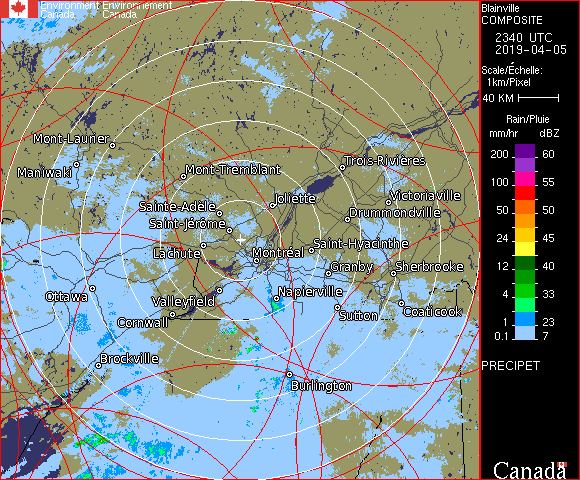 Environment Environnement
Canada Canada
Blainville
COMPOSITE
2340 UTC
2019-04-05
Scale/Échelle:
1km/Pixel
40 KM
Rain/Pluie
mm/hr dBZ
200 60
100 55
50 50
24 45
12 40
4 33
1 23
0.1 7
PRECIPET
Canada
Mont-Laurier
Maniwaki
Mont-Tremblant
Trois-Rivières
Joliette
Victoriaville
Sainte-Adèle
Drummondville
Saint-Jérôme
Lachute
Montréal
Saint-Hyacinthe
Granby
Sherbrooke
Ottawa
Valleyfield
Napierville
Cornwall
Sutton
Coaticook
Brockville
Burlington